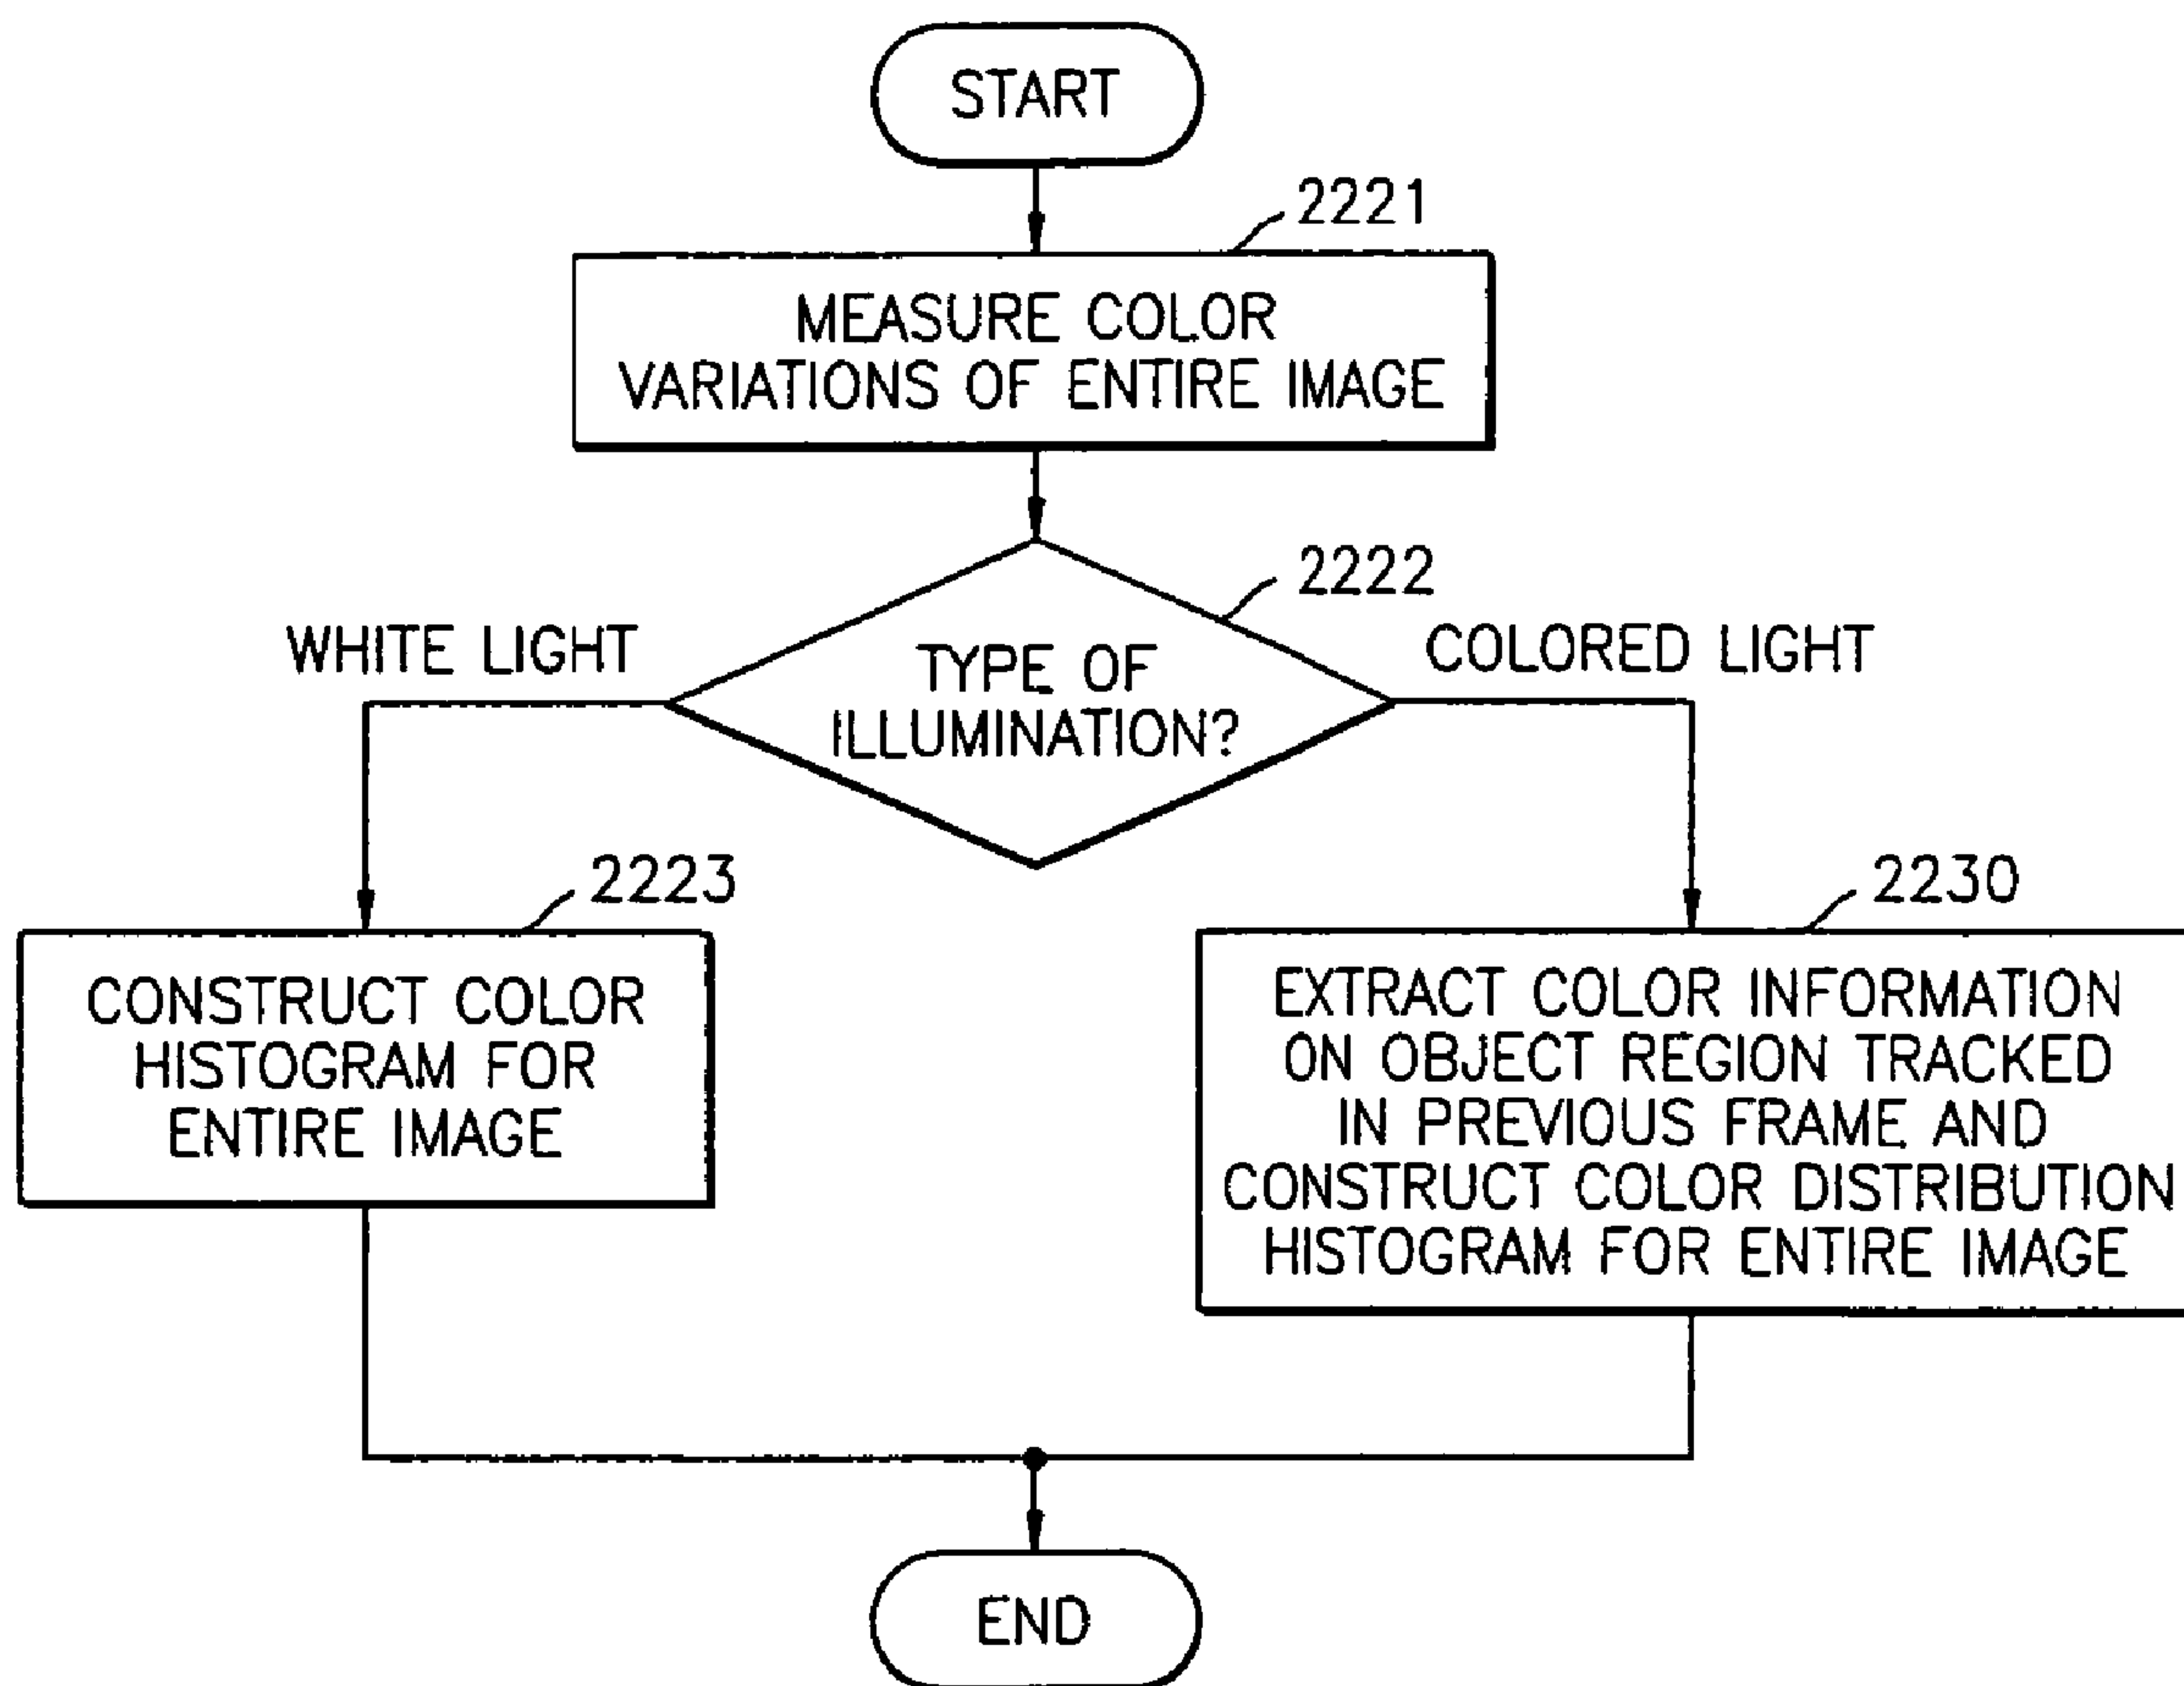 START
2221
MEASURE COLOR
VARIATIONS OF ENTIRE IMAGE
2222
WHITE LIGHT
COLORED LIGHT
TYPE OF
ILLUMINATION?
2223
2230
CONSTRUCT COLOR
HISTOGRAM FOR
ENTIRE IMAGE
EXTRACT COLOR INFORMATION
ON OBJECT REGION TRACKED
IN PREVIOUS FRAME AND
CONSTRUCT COLOR DISTRIBUTION
HISTOGRAM FOR ENTIRE IMAGE
END